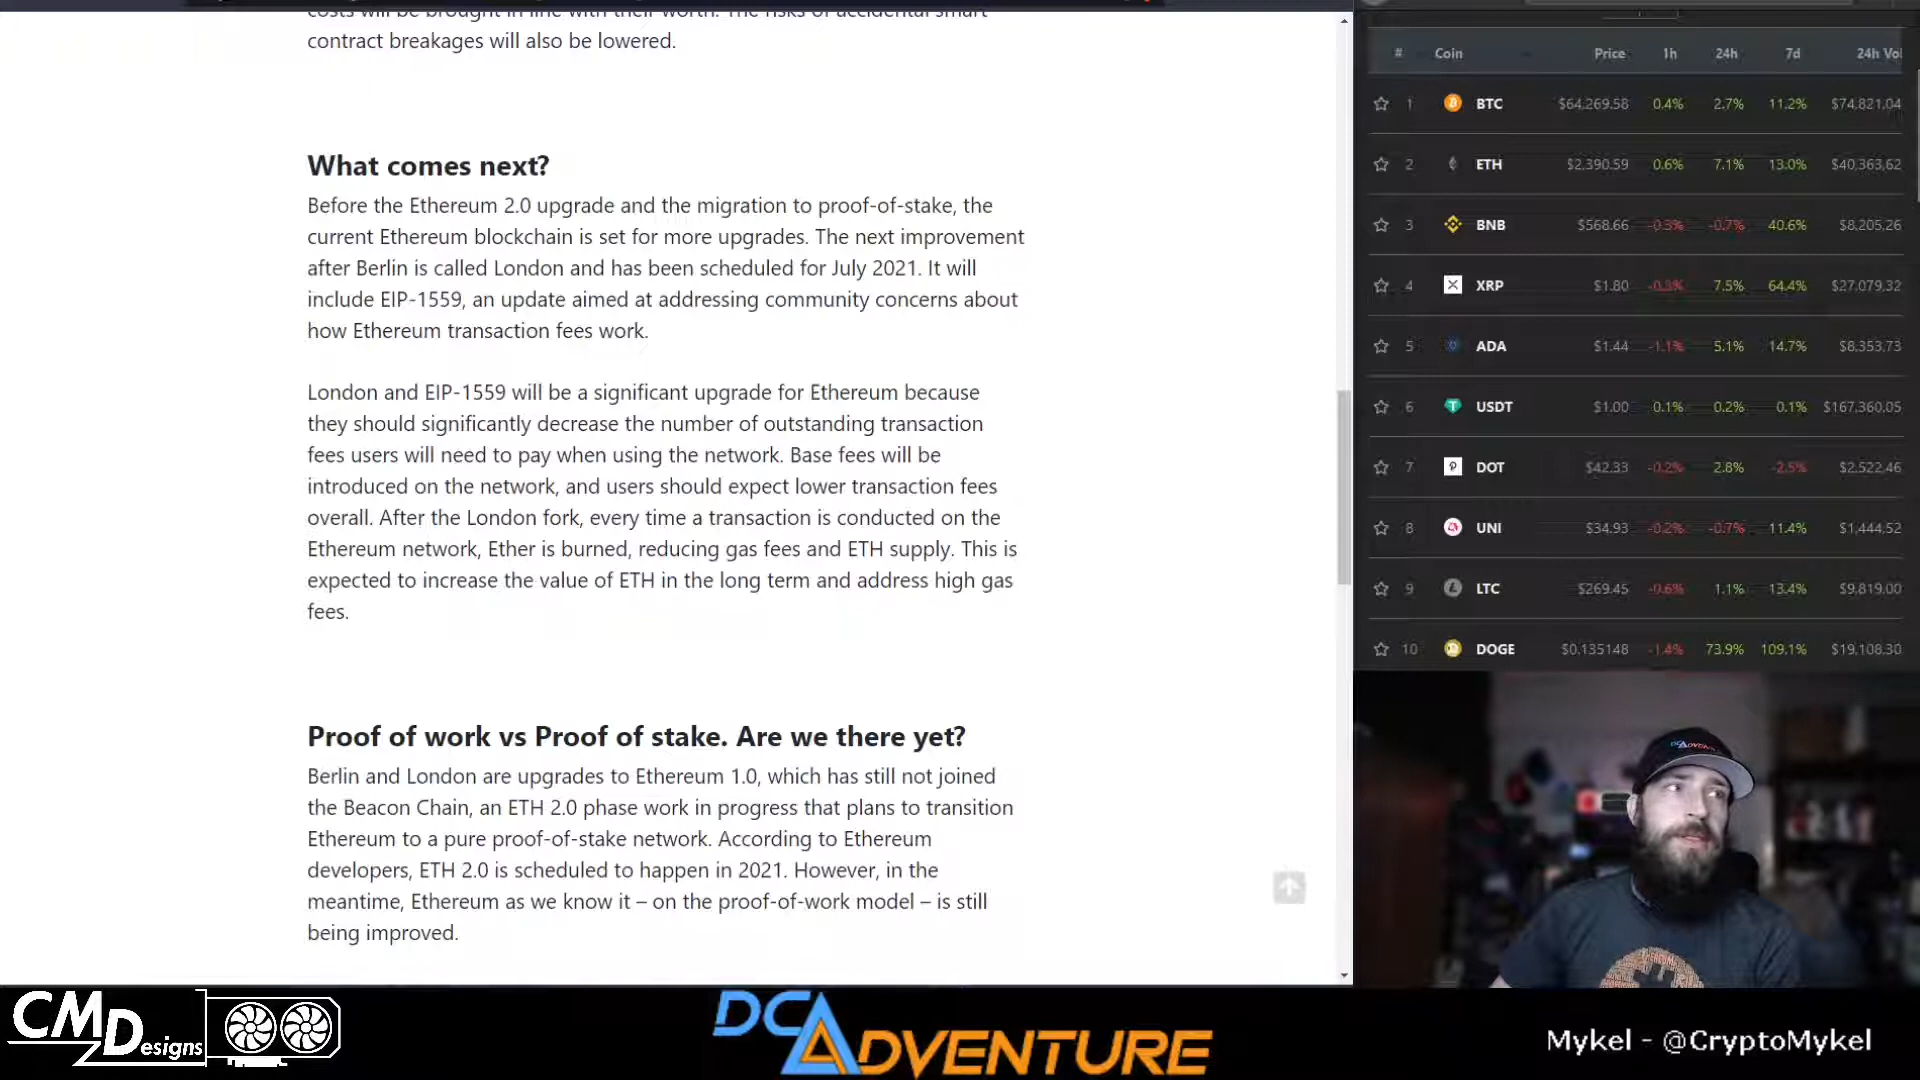 costs will be brought in line with their worth. The risks of accidental smart
contract breakages will also be lowered.
What comes next?
Before the Ethereum 2.0 upgrade and the migration to proof-of-stake, the
current Ethereum blockchain is set for more upgrades. The next improvement
after Berlin is called London and has been scheduled for July 2021. It will
include EIP-1559, an update aimed at addressing community concerns about
how Ethereum transaction fees work.
London and EIP-1559 will be a significant upgrade for Ethereum because
they should significantly decrease the number of outstanding transaction
fees users will need to pay when using the network. Base fees will be
introduced on the network, and users should expect lower transaction fees
overall. After the London fork, every time a transaction is conducted on the
Ethereum network, Ether is burned, reducing gas fees and ETH supply. This is
expected to increase the value of ETH in the long term and address high gas
fees.
Proof of work vs Proof of stake. Are we there yet?
Berlin and London are upgrades to Ethereum 1.0, which has still not joined
the Beacon Chain, an ETH 2.0 phase work in progress that plans to transition
Ethereum to a pure proof-of-stake network. According to Ethereum
developers, ETH 2.0 is scheduled to happen in 2021. However, in the
meantime, Ethereum as we know it – on the proof-of-work model – is still
being improved.
# Coin Price 1h 24h 7d 24h Vol
1 BTC $64,269.58 0.4% 2.7% 11.2% $74,821,04
2 ETH $2,390.59 0.6% 7.1% 13.0% $40,363,62
3 BNB $568.66 -0.3% -0.7% 40.6% $8,205,26
4 XRP $1.80 -0.3% 7.5% 64.4% $27,079,32
5 ADA $1.44 -1.1% 5.1% 14.7% $8,353,73
6 USDT $1.00 0.1% 0.2% 0.1% $167,360,05
7 DOT $42.33 -0.2% 2.8% -2.5% $2,522,46
8 UNI $34.93 -0.2% -0.7% 11.4% $1,444,52
9 LTC $269.45 -0.6% 1.1% 13.4% $9,819,00
10 DOGE $0.135148 -1.4% 73.9% 109.1% $19,108,30
DCADVENTURE
CMDesigns
DCADVENTURE
Mykel - @CryptoMykel